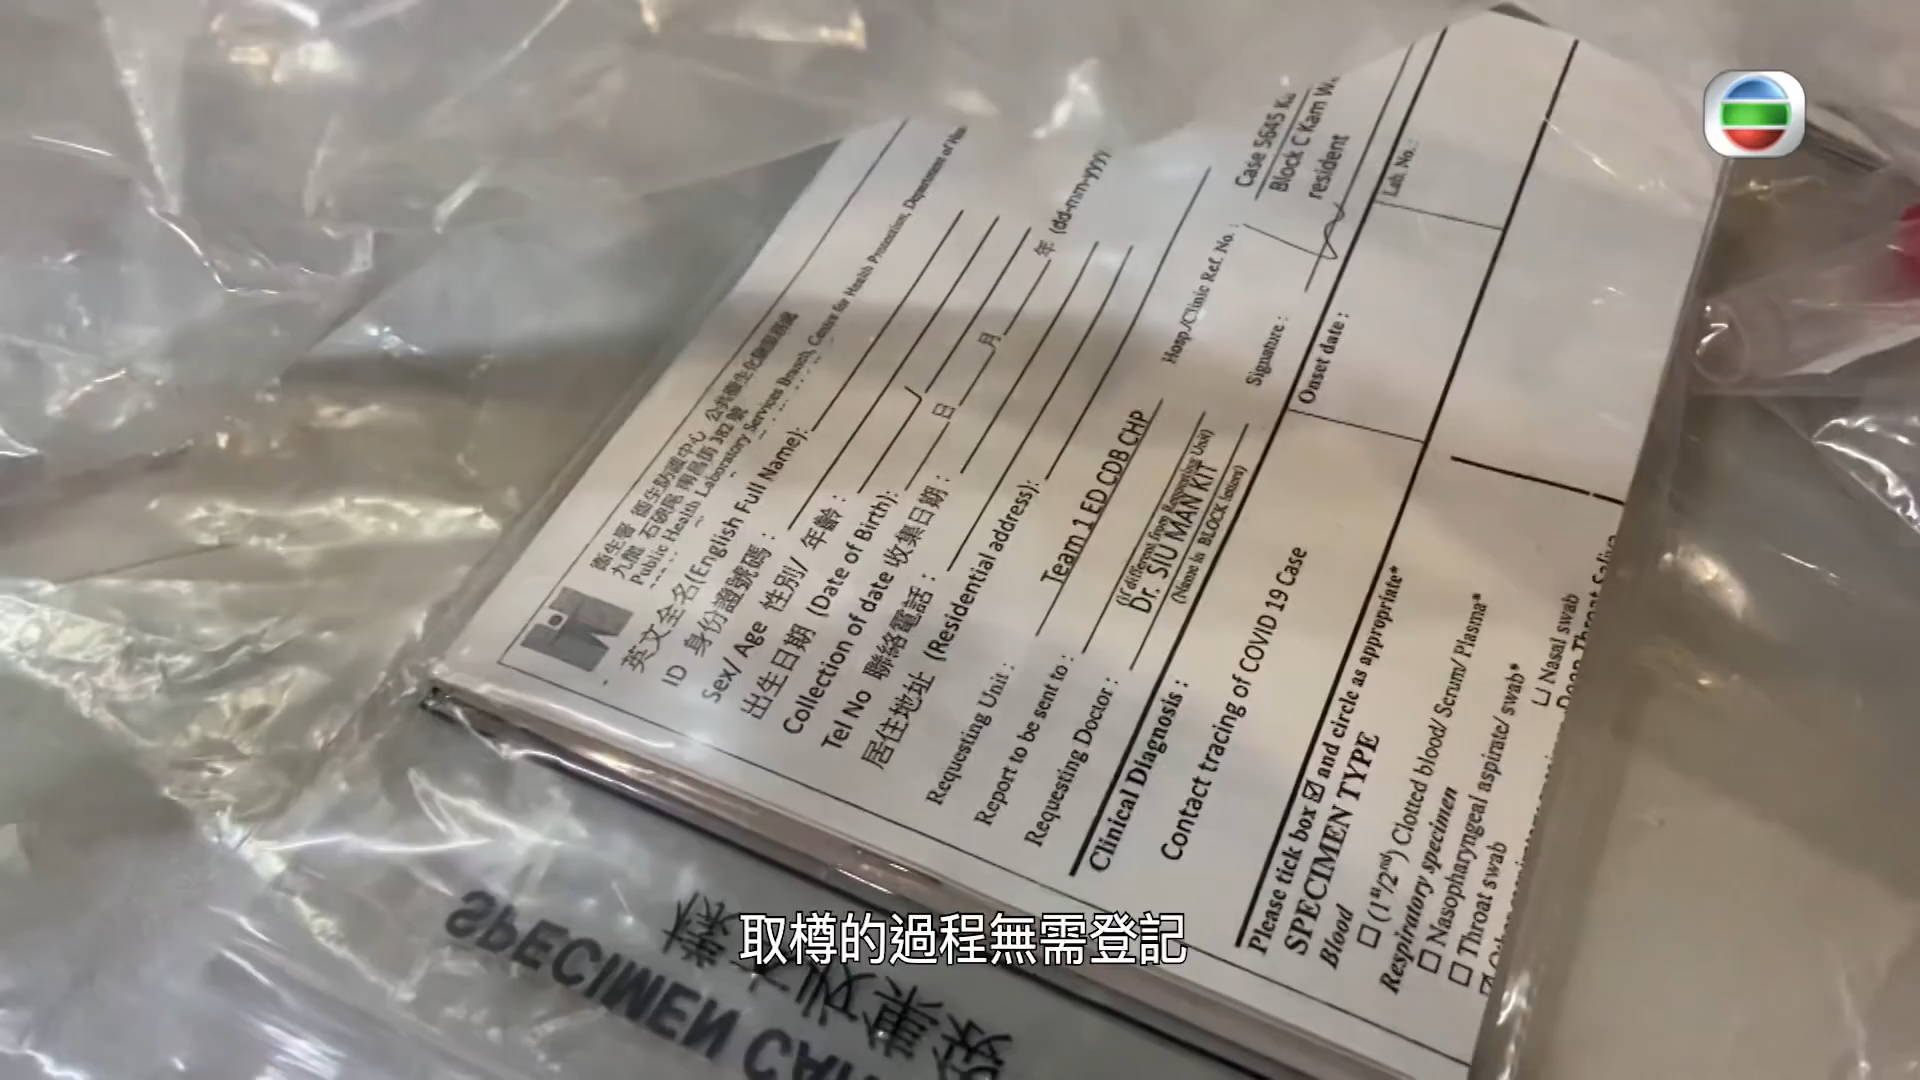 衞生署 衞生防護中心 公共衞生化驗服務處
九龍 石硤尾 南昌街 382 號
Public Health Laboratory Services Branch, Centre for Health Protection, Department of
英文全名(English Full Name):
ID 身份證號碼 :
Sex/ Age 性別/ 年齡 : /
出生日期 (Date of Birth): 日 月 年 (dd-mm-yyyy)
Collection of date 收集日期 :
Tel No 聯絡電話 :
居住地址 (Residential address):
Requesting Unit : Team 1 ED CDB CHP
Hosp./Clinic Ref. No. : Case 5645
Block C Kam
resident
Report to be sent to :
(if different from Requesting Unit)
Requesting Doctor : Dr. SIU MAN KIT
Signature :
(Name in BLOCK letters)
Clinical Diagnosis :
Onset date :
Lab. No.:
Contact tracing of COVID 19 Case
Please tick box ☑ and circle as appropriate*
SPECIMEN TYPE
Blood
☐ (1st/2nd) Clotted blood/ Serum/ Plasma*
Respiratory specimen
☐ Nasopharyngeal aspirate/ swab*
☐ Nasal swab
☐ Throat swab
Deep Throat Saliva
SPECIMEN
取樽的過程無需登記